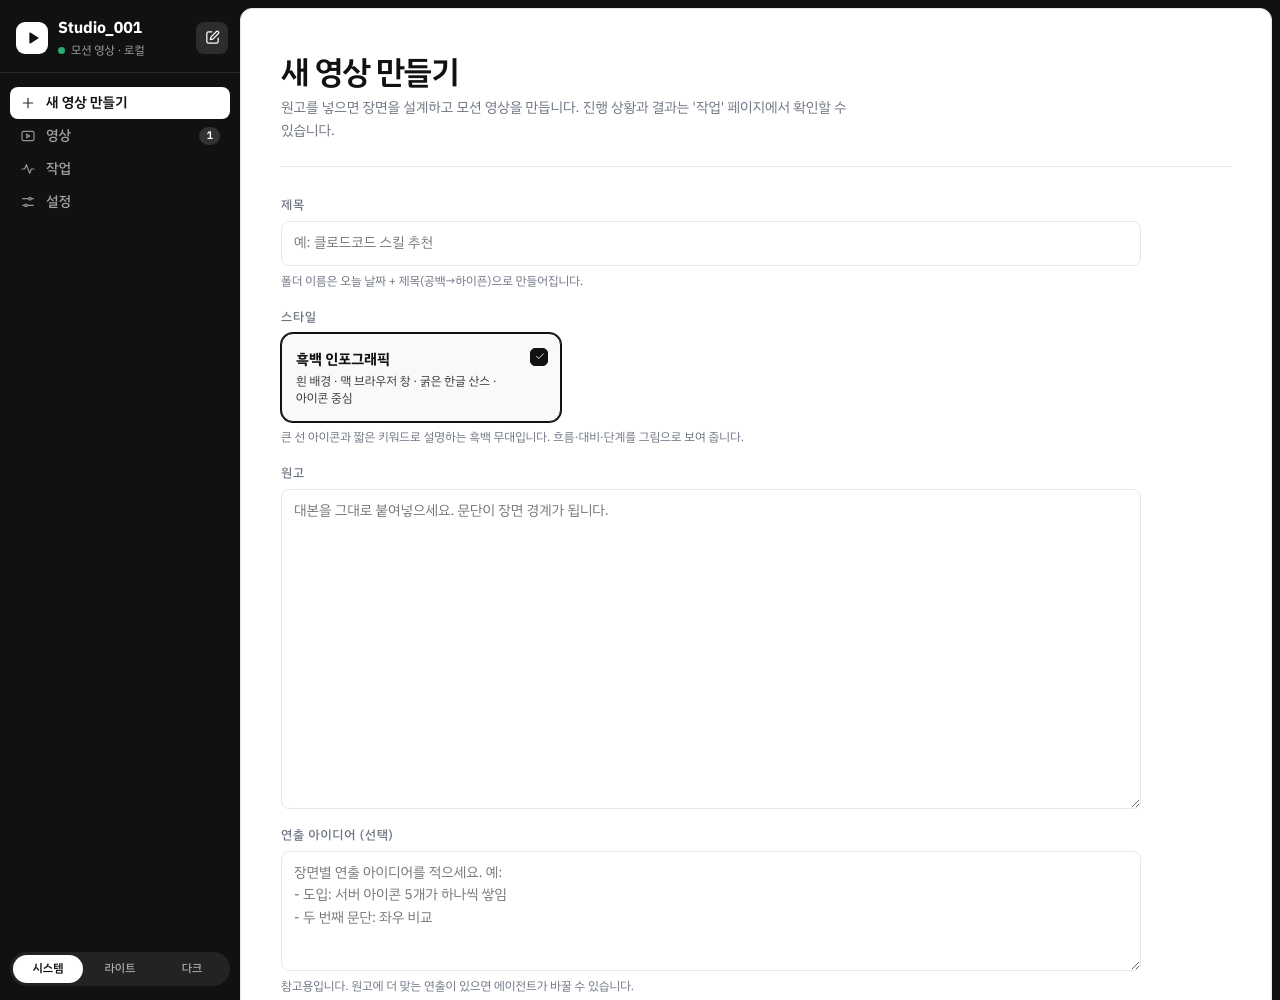 Studio_001
모션 영상 · 로컬
새 영상 만들기
영상
1
작업
설정
시스템
라이트
다크
새 영상 만들기
원고를 넣으면 장면을 설계하고 모션 영상을 만듭니다. 진행 상황과 결과는 '작업' 페이지에서 확인할 수
있습니다.
제목
예: 클로드코드 스킬 추천
폴더 이름은 오늘 날짜 + 제목(공백→하이픈)으로 만들어집니다.
스타일
흑백 인포그래픽
흰 배경 · 맥 브라우저 창 · 굵은 한글 산스 ·
아이콘 중심
큰 선 아이콘과 짧은 키워드로 설명하는 흑백 무대입니다. 흐름·대비·단계를 그림으로 보여 줍니다.
원고
대본을 그대로 붙여넣으세요. 문단이 장면 경계가 됩니다.
연출 아이디어 (선택)
장면별 연출 아이디어를 적으세요. 예:
- 도입: 서버 아이콘 5개가 하나씩 쌓임
- 두 번째 문단: 좌우 비교
참고용입니다. 원고에 더 맞는 연출이 있으면 에이전트가 바꿀 수 있습니다.